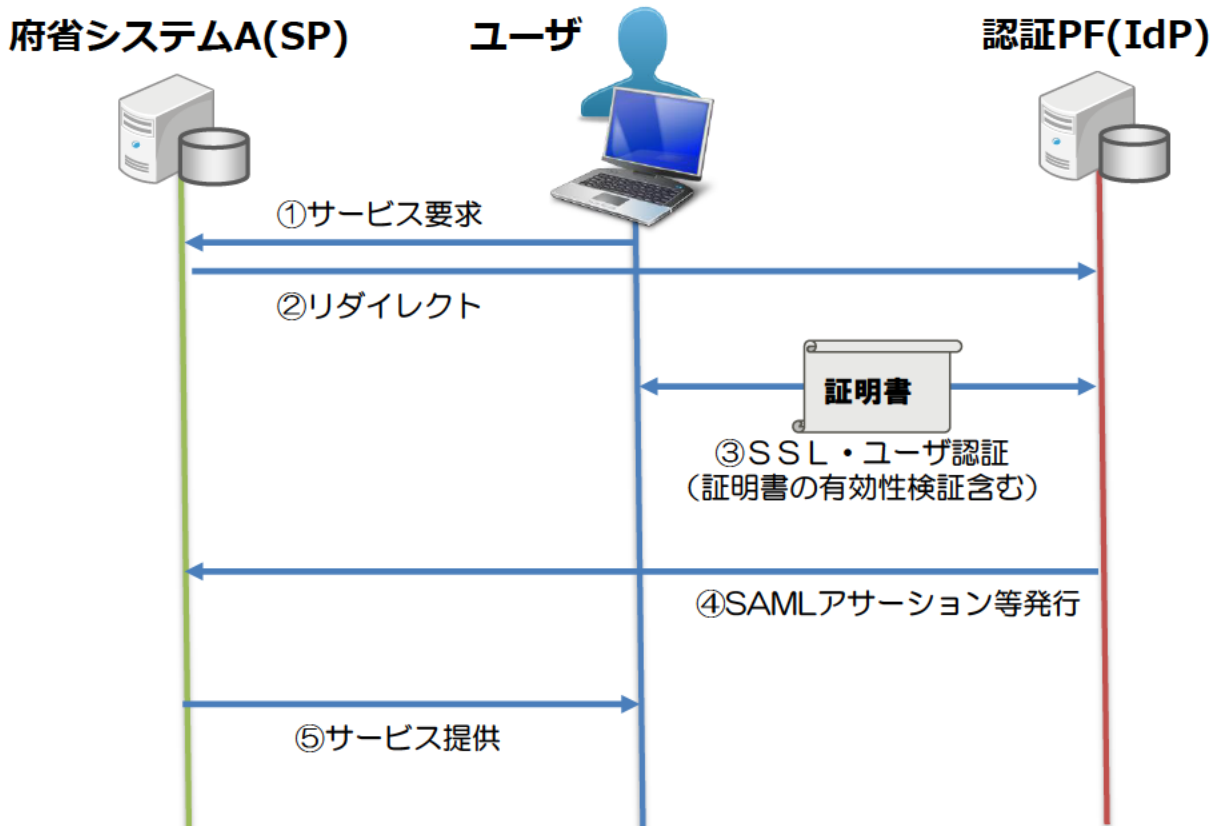 府省システムA(SP)
ユーザ
認証PF(IdP)
①サービス要求
②リダイレクト
証明書
③ＳＳＬ・ユーザ認証
（証明書の有効性検証含む）
④SAMLアサーション等発行
⑤サービス提供